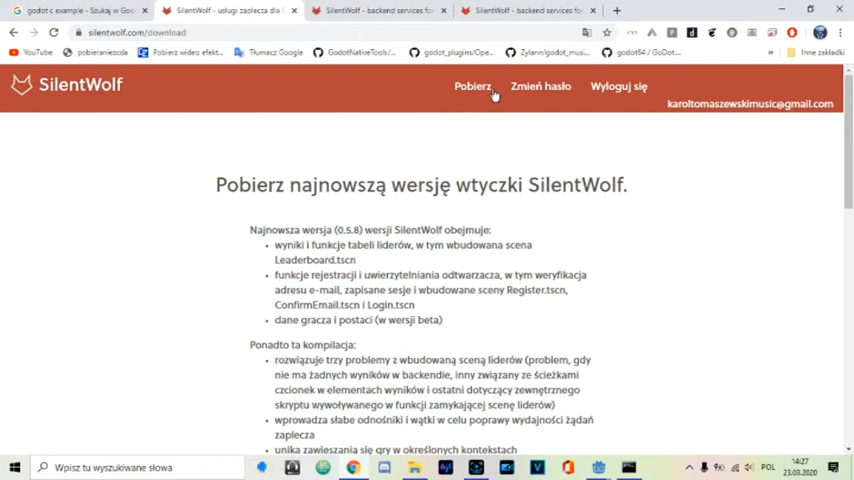 godot c example - Szukaj w Goo
SilentWolf - usługi zaplecza dla
SilentWolf - backend services for
SilentWolf - backend services for
silentwolf.com/download
YouTube
pobieraniezcda
Pobierz wideo efekt...
Tłumacz Google
GodotNativeTools/...
godot_plugins/Ope...
Zylann/godot_musi...
godot64 / GoDot...
Inne zakładki
SilentWolf
Pobierz
Zmień hasło
Wyloguj się
karoltomaszewskimusic@gmail.com
Pobierz najnowszą wersję wtyczki SilentWolf.
Najnowsza wersja (0.5.8) wersji SilentWolf obejmuje:
wyniki i funkcje tabeli liderów, w tym wbudowana scena
Leaderboard.tscn
funkcje rejestracji i uwierzytelniania odtwarzacza, w tym weryfikacja
adresu e-mail, zapisane sesje i wbudowane sceny Register.tscn,
ConfirmEmail.tscn i Login.tscn
dane gracza i postaci (w wersji beta)
Ponadto ta kompilacja:
rozwiązuje trzy problemy z wbudowaną sceną liderów (problem, gdy
nie ma żadnych wyników w backendie, inny związany ze ścieżkami
czcionek w elementach wyników i ostatni dotyczący zewnętrznego
skryptu wywoływanego w funkcji zamykającej scenę liderów)
wprowadza słabe odnośniki i wątki w celu poprawy wydajności żądań
zaplecza
unika zawieszania się gry w określonych kontekstach
Wpisz tu wyszukiwane słowa
POL
14:27
23.03.2020